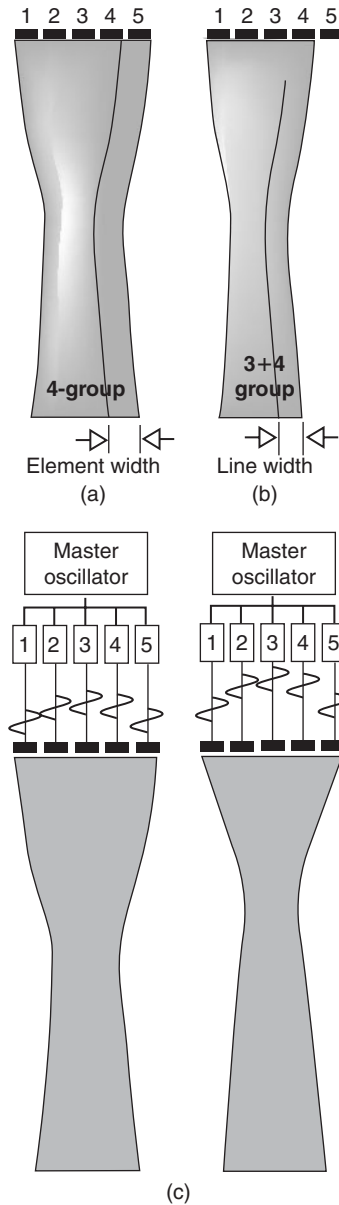 1 2 3 4 5
4-group
Element width
(a)
1 2 3 4 5
3+4
group
Line width
(b)
Master
oscillator
1 2 3 4 5
Master
oscillator
1 2 3 4 5
(c)